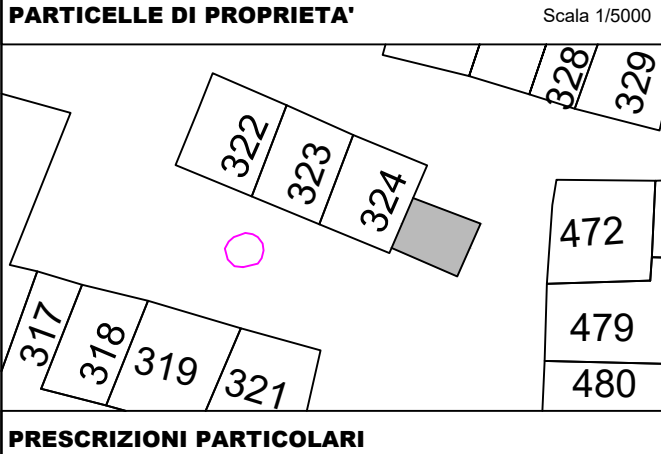 PARTICELLE DI PROPRIETA' Scala 1/5000
328 329
322
323
324
472
317 318 319 321
479
480
PRESCRIZIONI PARTICOLARI